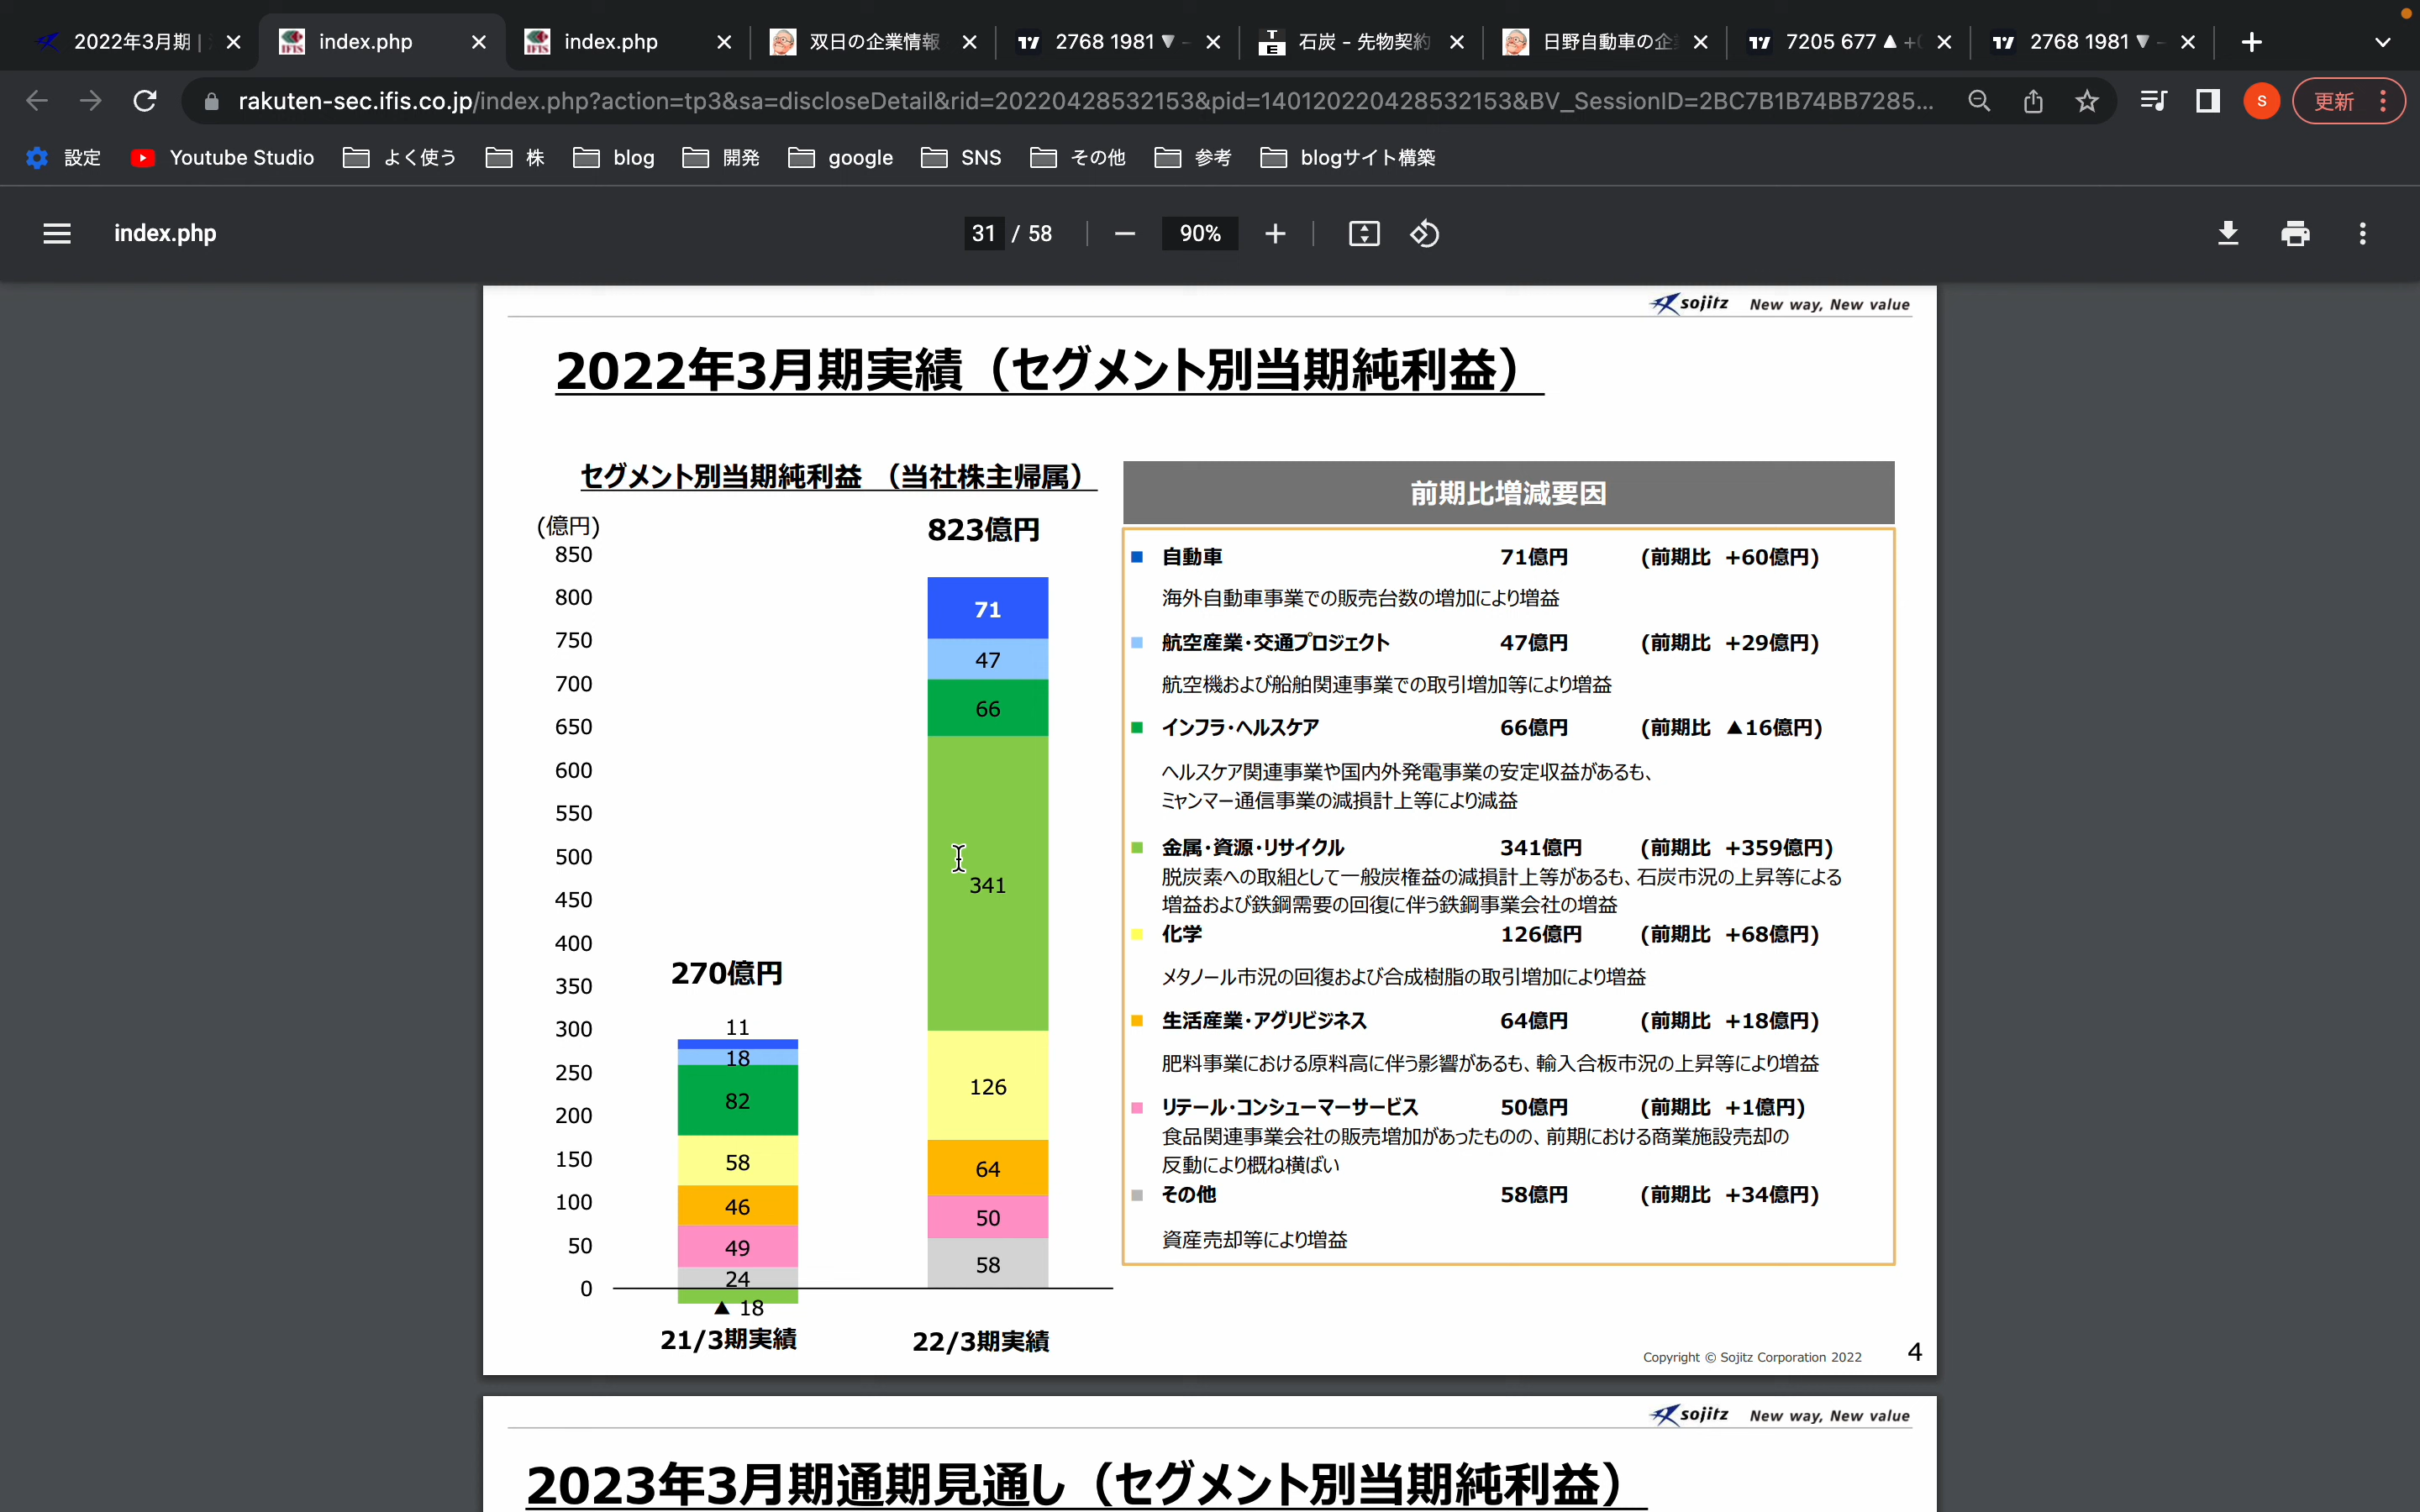 2022年3月期 |
index.php
index.php
双日の企業情報
2768 1981 ▼ -
石炭 - 先物契約
日野自動車の企
7205 677 ▲ +
2768 1981 ▼ -
rakuten-sec.ifis.co.jp/index.php?action=tp3&sa=discloseDetail&rid=20220428532153&pid=140120220428532153&BV_SessionID=2BC7B1B74BB7285...
S
更新
設定
Youtube Studio
よく使う
株
blog
開発
google
SNS
その他
参考
blogサイト構築
index.php
31 / 58
90%
sojitz New way, New value
2022年3月期実績（セグメント別当期純利益）
セグメント別当期純利益 （当社株主帰属）
(億円)
850
800
750
700
650
600
550
500
450
400
350
300
250
200
150
100
50
0
270億円
11
18
82
58
46
49
24
▲ 18
21/3期実績
823億円
71
47
66
341
126
64
50
58
22/3期実績
前期比増減要因
自動車 71億円 (前期比 +60億円)
海外自動車事業での販売台数の増加により増益
航空産業・交通プロジェクト 47億円 (前期比 +29億円)
航空機および船舶関連事業での取引増加等により増益
インフラ・ヘルスケア 66億円 (前期比 ▲16億円)
ヘルスケア関連事業や国内外発電事業の安定収益があるも、
ミャンマー通信事業の減損計上等により減益
金属・資源・リサイクル 341億円 (前期比 +359億円)
脱炭素への取組として一般炭権益の減損計上等があるも、石炭市況の上昇等による
増益および鉄鋼需要の回復に伴う鉄鋼事業会社の増益
化学 126億円 (前期比 +68億円)
メタノール市況の回復および合成樹脂の取引増加により増益
生活産業・アグリビジネス 64億円 (前期比 +18億円)
肥料事業における原料高に伴う影響があるも、輸入合板市況の上昇等により増益
リテール・コンシューマーサービス 50億円 (前期比 +1億円)
食品関連事業会社の販売増加があったものの、前期における商業施設売却の
反動により概ね横ばい
その他 58億円 (前期比 +34億円)
資産売却等により増益
Copyright © Sojitz Corporation 2022
4
sojitz New way, New value
2023年3月期通期見通し（セグメント別当期純利益）